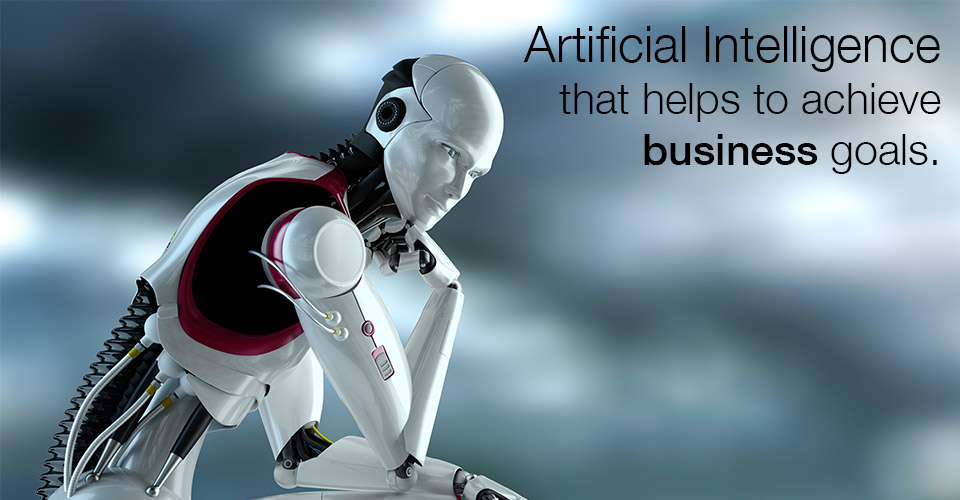 Artificial Intelligence
that helps to achieve
business goals.